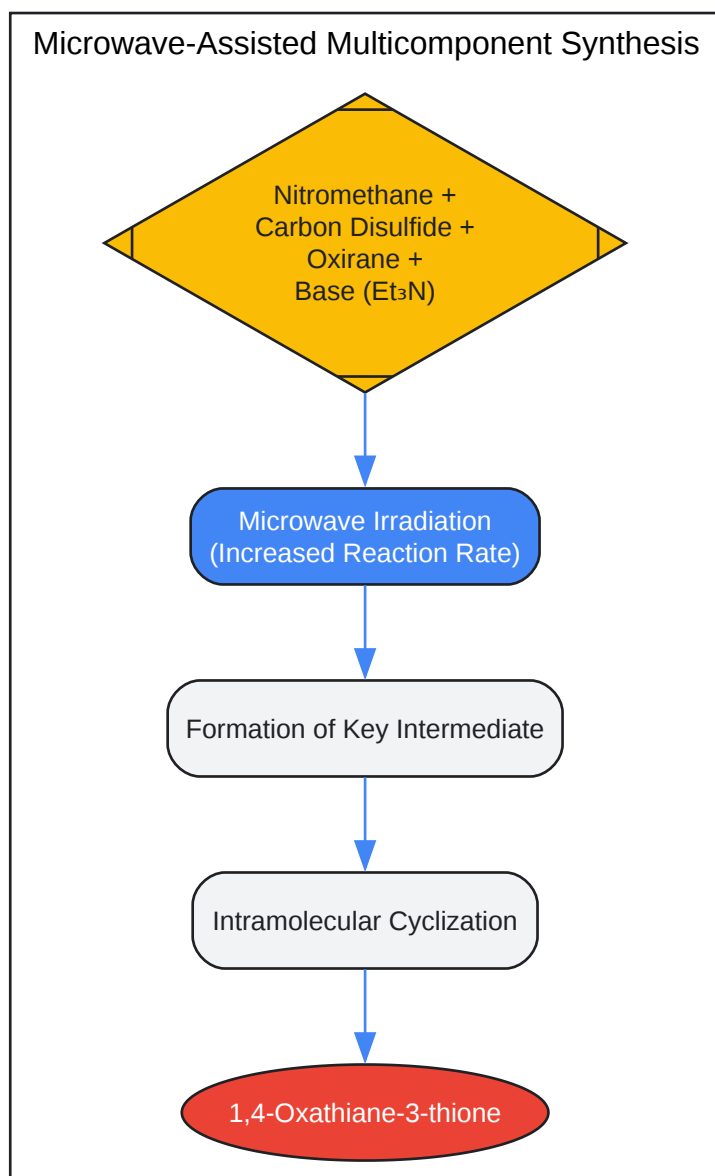 Microwave-Assisted Multicomponent Synthesis
Nitromethane +
Carbon Disulfide +
Oxirane +
Base (Et₃N)
Microwave Irradiation
(Increased Reaction Rate)
Formation of Key Intermediate
Intramolecular Cyclization
1,4-Oxathiane-3-thione